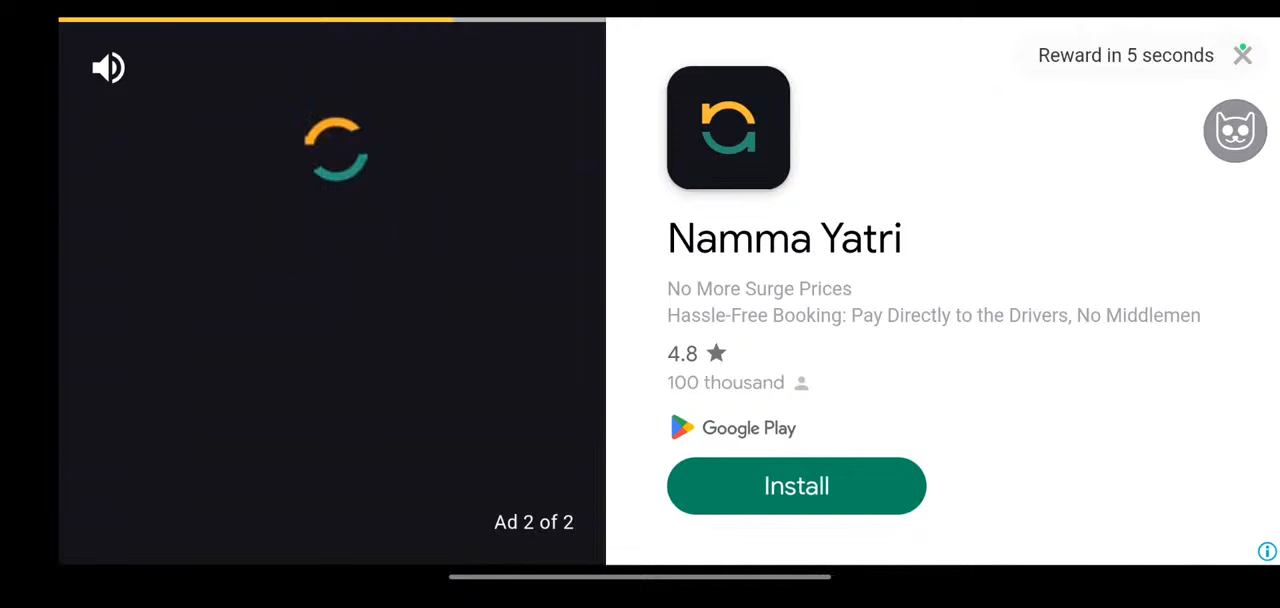 Reward in 5 seconds
Namma Yatri
No More Surge Prices
Hassle-Free Booking: Pay Directly to the Drivers, No Middlemen
4.8
100 thousand
Google Play
Install
Ad 2 of 2